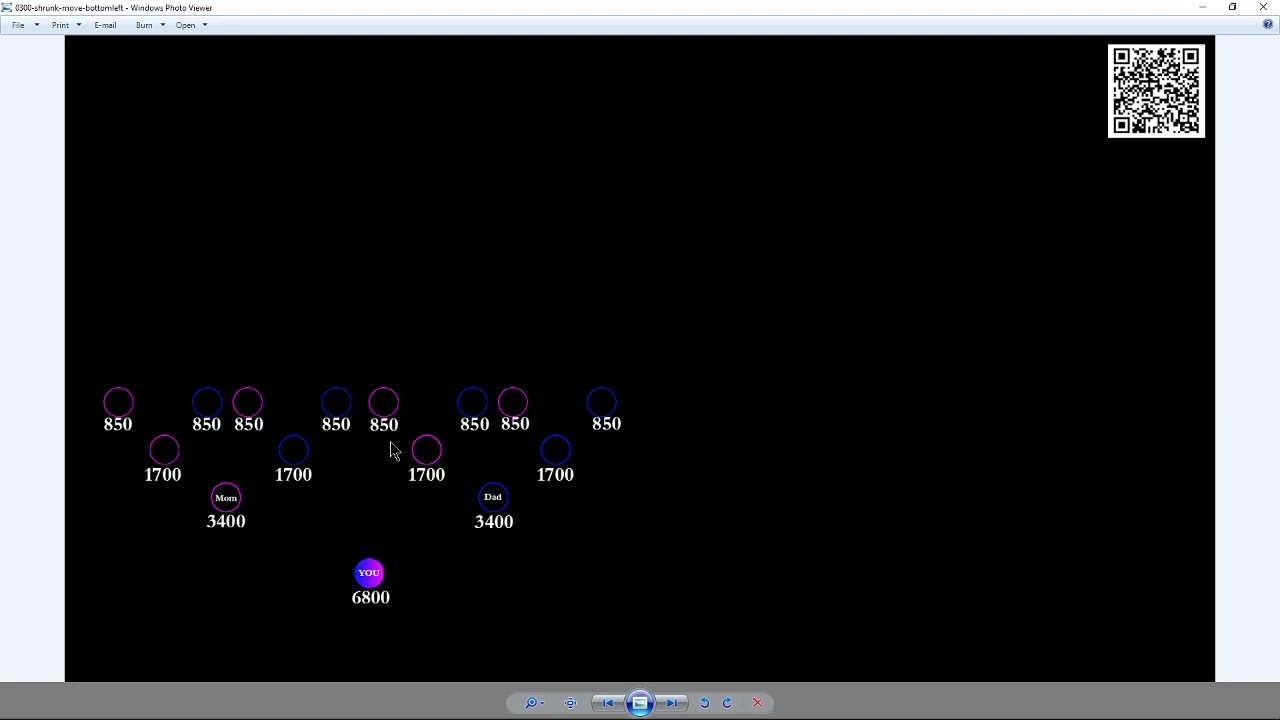 0300-shrunk-move-bottomleft - Windows Photo Viewer
File Print E-mail Burn Open
850 850 850 850 850 850 850 850
1700 1700 1700 1700
Mom Dad
3400 3400
YOU
6800